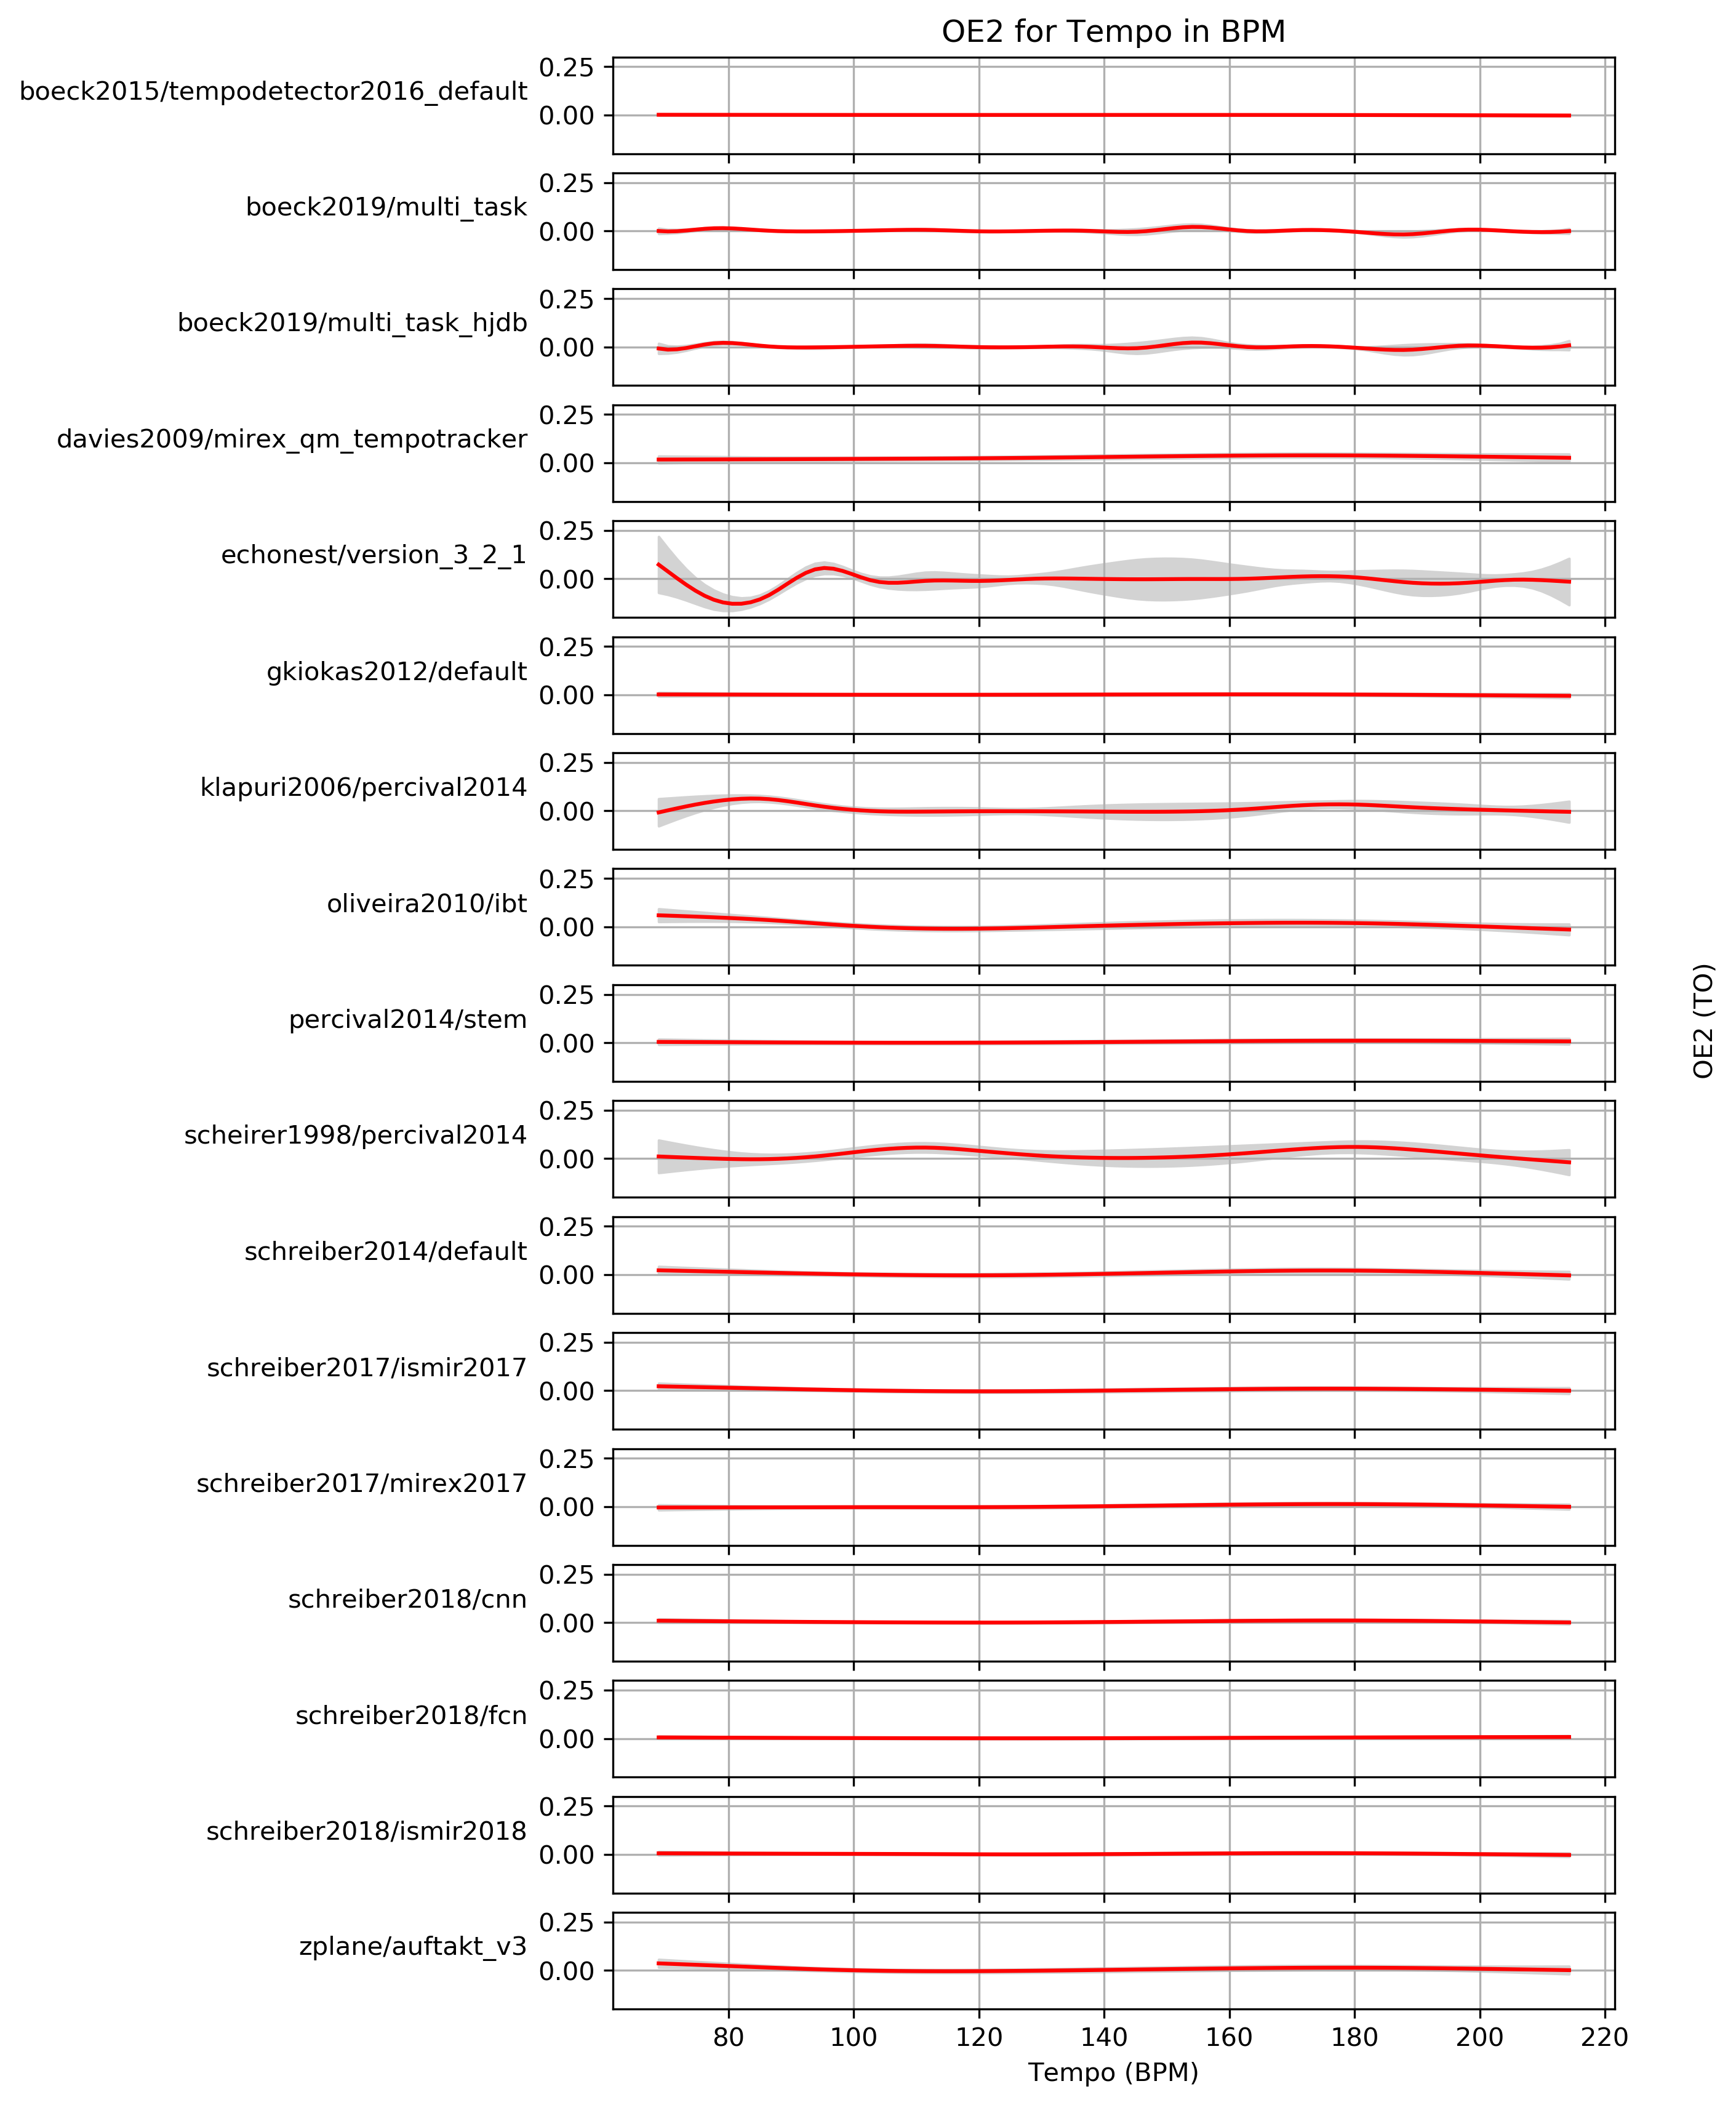 OE2 for Tempo in BPM
boeck2015/tempodetector2016_default
0.25
0.00
boeck2019/multi_task
0.25
0.00
boeck2019/multi_task_hjdb
0.25
0.00
davies2009/mirex_qm_tempotracker
0.25
0.00
echonest/version_3_2_1
0.25
0.00
gkiokas2012/default
0.25
0.00
klapuri2006/percival2014
0.25
0.00
oliveira2010/ibt
0.25
0.00
percival2014/stem
0.25
0.00
scheirer1998/percival2014
0.25
0.00
schreiber2014/default
0.25
0.00
schreiber2017/ismir2017
0.25
0.00
schreiber2017/mirex2017
0.25
0.00
schreiber2018/cnn
0.25
0.00
schreiber2018/fcn
0.25
0.00
schreiber2018/ismir2018
0.25
0.00
zplane/auftakt_v3
0.25
0.00
80 100 120 140 160 180 200 220
Tempo (BPM)
OE2 (TO)